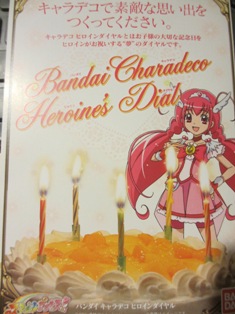 キャラデコで素敵な思い出を
つくってください。
キャラデコ ヒロインダイヤルとはお子様の大切な記念日を
ヒロインがお祝いする"夢"のダイヤルです。
Bandai Charadeco
Heroine's Dial
バンダイ キャラデコ ヒロインダイヤル